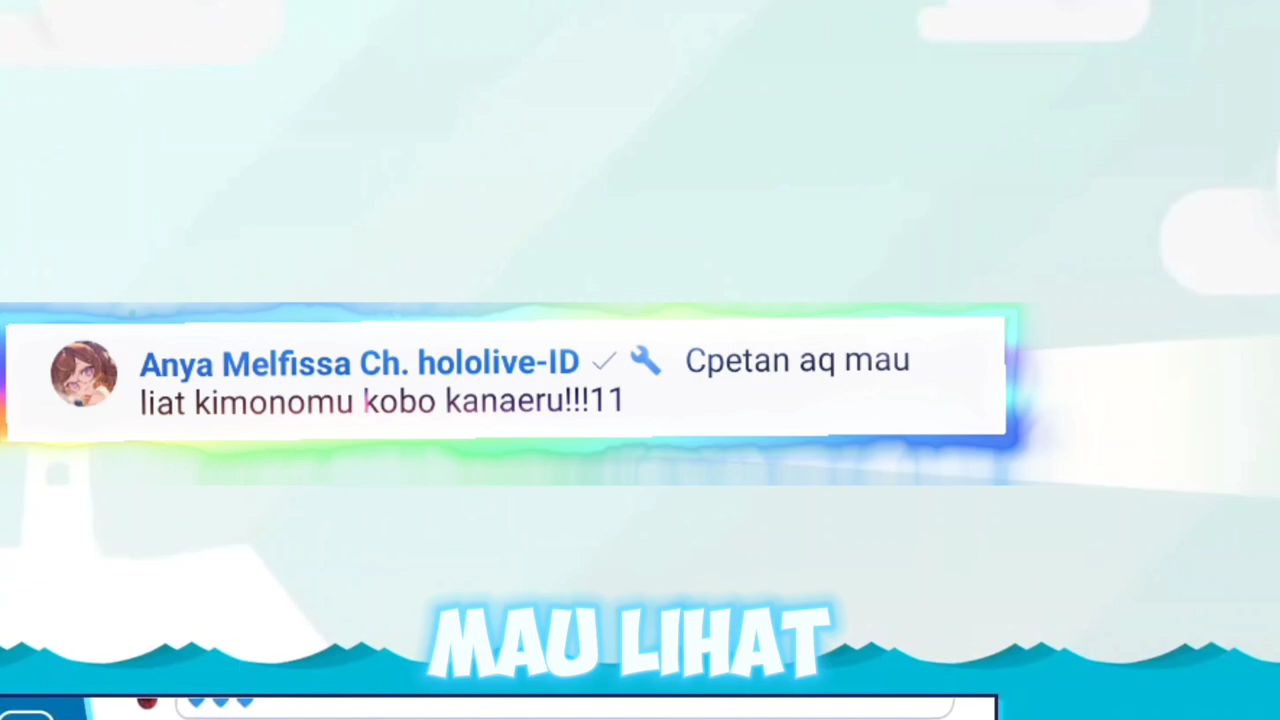 Anya Melfissa Ch. hololive-ID Cpetan aq mau
liat kimonomu kobo kanaeru!!!11
MAU LIHAT